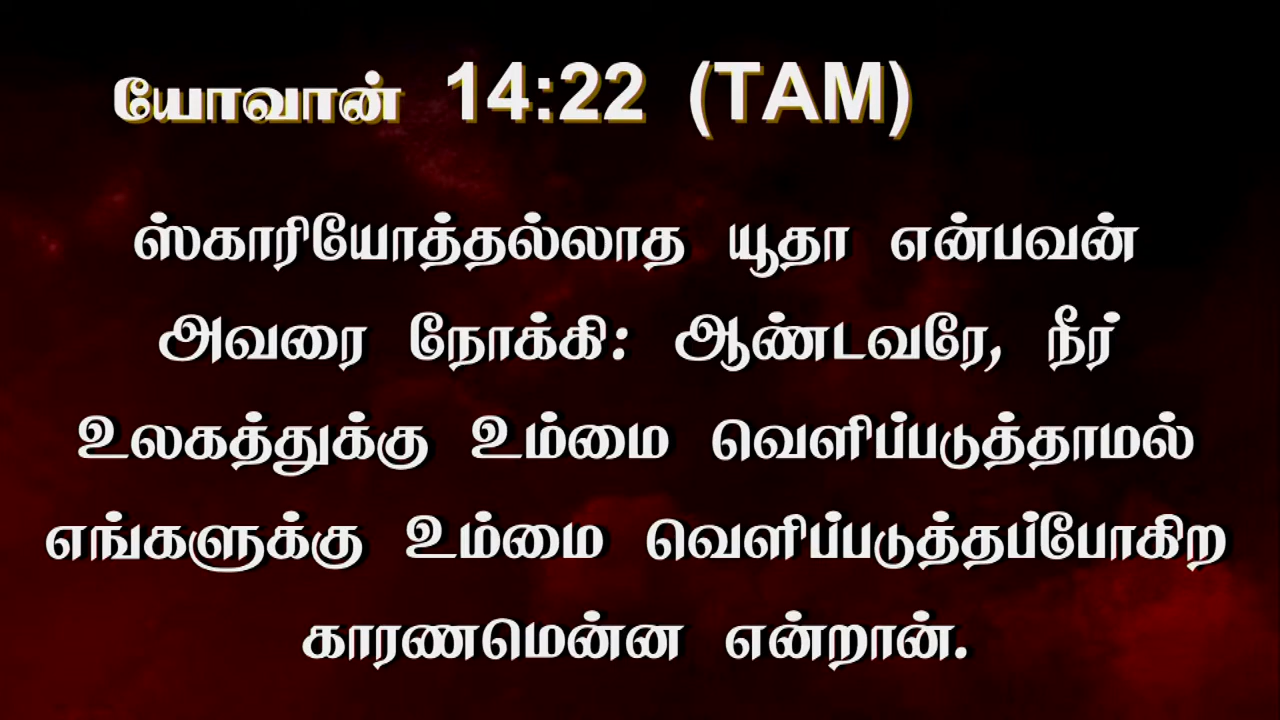 யோவான் 14:22 (TAM)
ஸ்காரியோத்தல்லாத யூதா என்பவன்
அவரை நோக்கி: ஆண்டவரே, நீர்
உலகத்துக்கு உம்மை வெளிப்படுத்தாமல்
எங்களுக்கு உம்மை வெளிப்படுத்தப்போகிற
காரணமென்ன என்றான்.